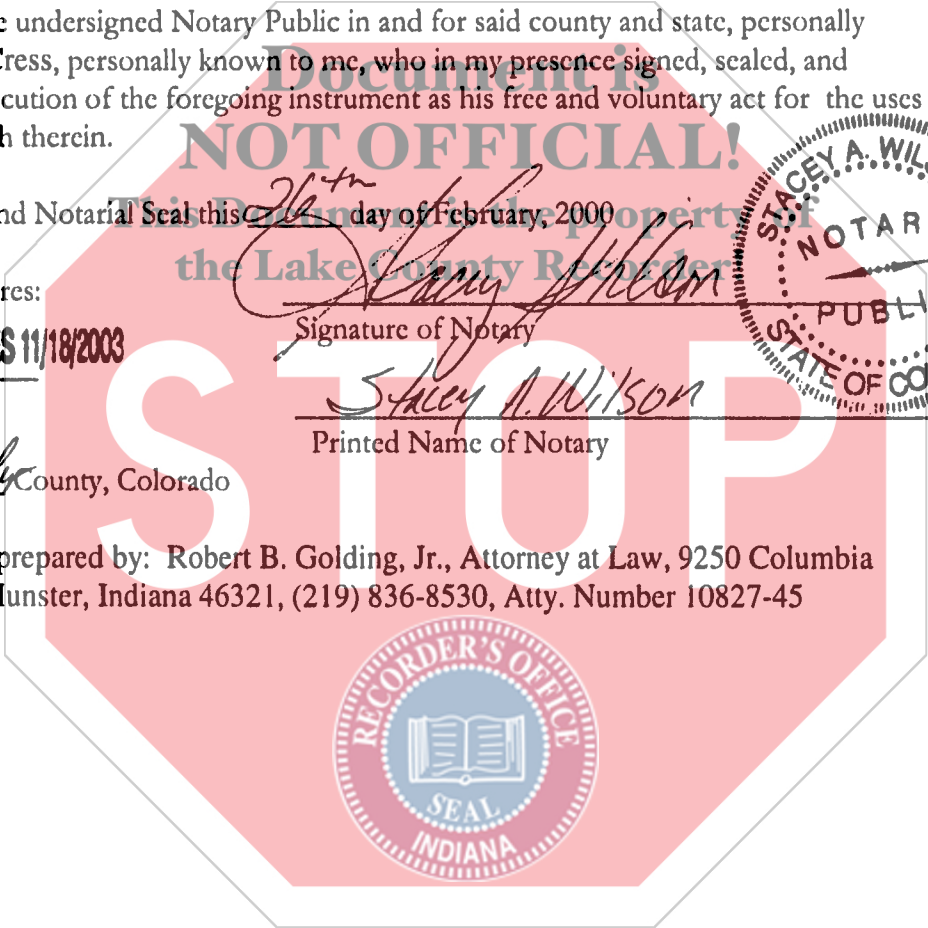 e undersigned Notary Public in and for said county and state, personally
Cress, personally known to me, who in my presence signed, sealed, and
cution of the foregoing instrument as his free and voluntary act for the uses
h therein.
Document is
NOT OFFICIAL!
This Document is the property of
the Lake County Recorder!
nd Notarial Seal this 26th day of February, 2000
res:
S 11/18/2003
Signature of Notary
Stacey A. Wilson
Printed Name of Notary
County, Colorado
STACEY A. WIL
NOTAR
PUBLI
STATE OF CO
STOP
prepared by: Robert B. Golding, Jr., Attorney at Law, 9250 Columbia
Munster, Indiana 46321, (219) 836-8530, Atty. Number 10827-45
RECORDER'S OFFICE
SEAL
INDIANA